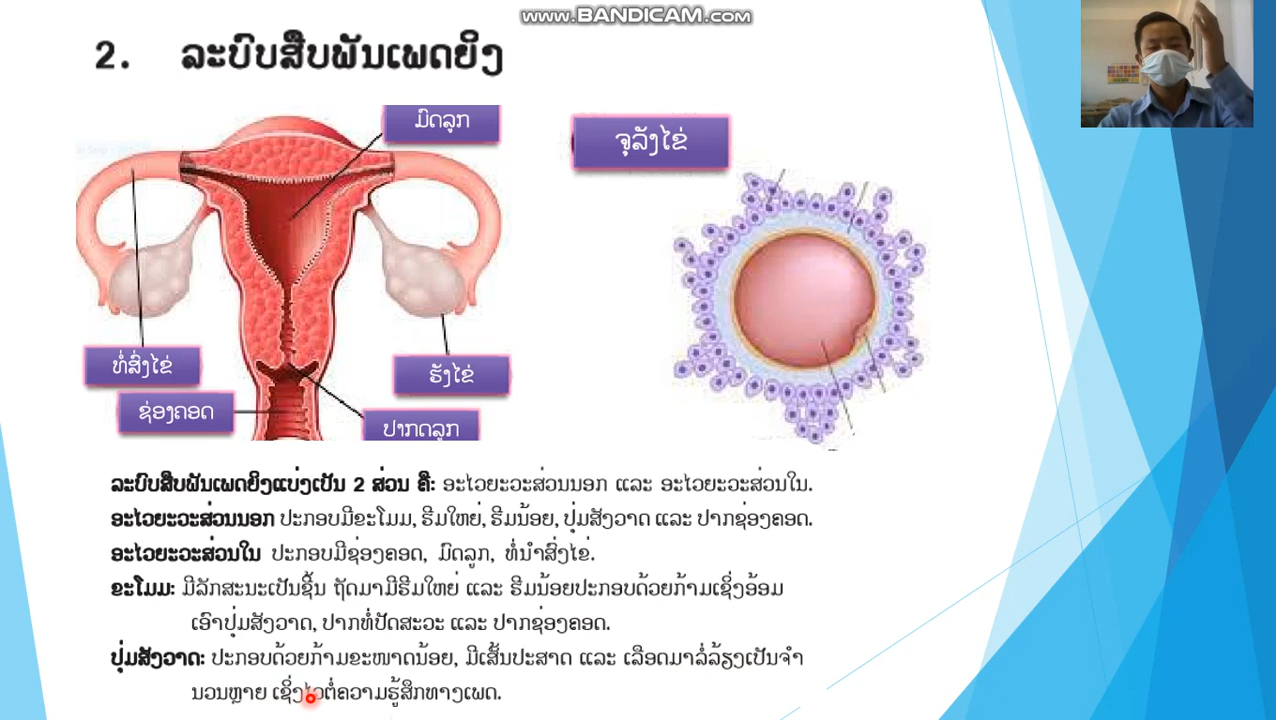 www.BANDICAM.com
2. ລະບົບສືບພັນເພດຍິງ
ມົດລູກ
ຈຸລັງໄຂ່
ທໍ່ສົ່ງໄຂ່
ຮັງໄຂ່
ຊ່ອງຄອດ
ປາກດລູກ
ລະບົບສືບພັນເພດຍິງແບ່ງເປັນ 2 ສ່ວນ ຄື: ອະໄວຍະວະສ່ວນນອກ ແລະ ອະໄວຍະວະສ່ວນໃນ.
ອະໄວຍະວະສ່ວນນອກ ປະກອບມີຂະໂມມ, ຣີມໃຫຍ່, ຣີມນ້ອຍ, ປຸ່ມສັງວາດ ແລະ ປາກຊ່ອງຄອດ.
ອະໄວຍະວະສ່ວນໃນ ປະກອບມີຊ່ອງຄອດ, ມົດລູກ, ທໍ່ນໍາສົ່ງໄຂ່.
ຂະໂມມ: ມີລັກສະນະເປັນຊີ້ນ ຖັດມາມີຣີມໃຫຍ່ ແລະ ຣີມນ້ອຍປະກອບດ້ວຍກ້າມເຊິ່ງອ້ອມ
ເອົາປຸ່ມສັງວາດ, ປາກທໍ່ປັດສະວະ ແລະ ປາກຊ່ອງຄອດ.
ປຸ່ມສັງວາດ: ປະກອບດ້ວຍກ້າມຂະໜາດນ້ອຍ, ມີເສັ້ນປະສາດ ແລະ ເລືອດມາລໍ່ລ້ຽງເປັນຈໍາ
ນວນຫຼາຍ ເຊິ່ງໄວຕໍ່ຄວາມຮູ້ສຶກທາງເພດ.